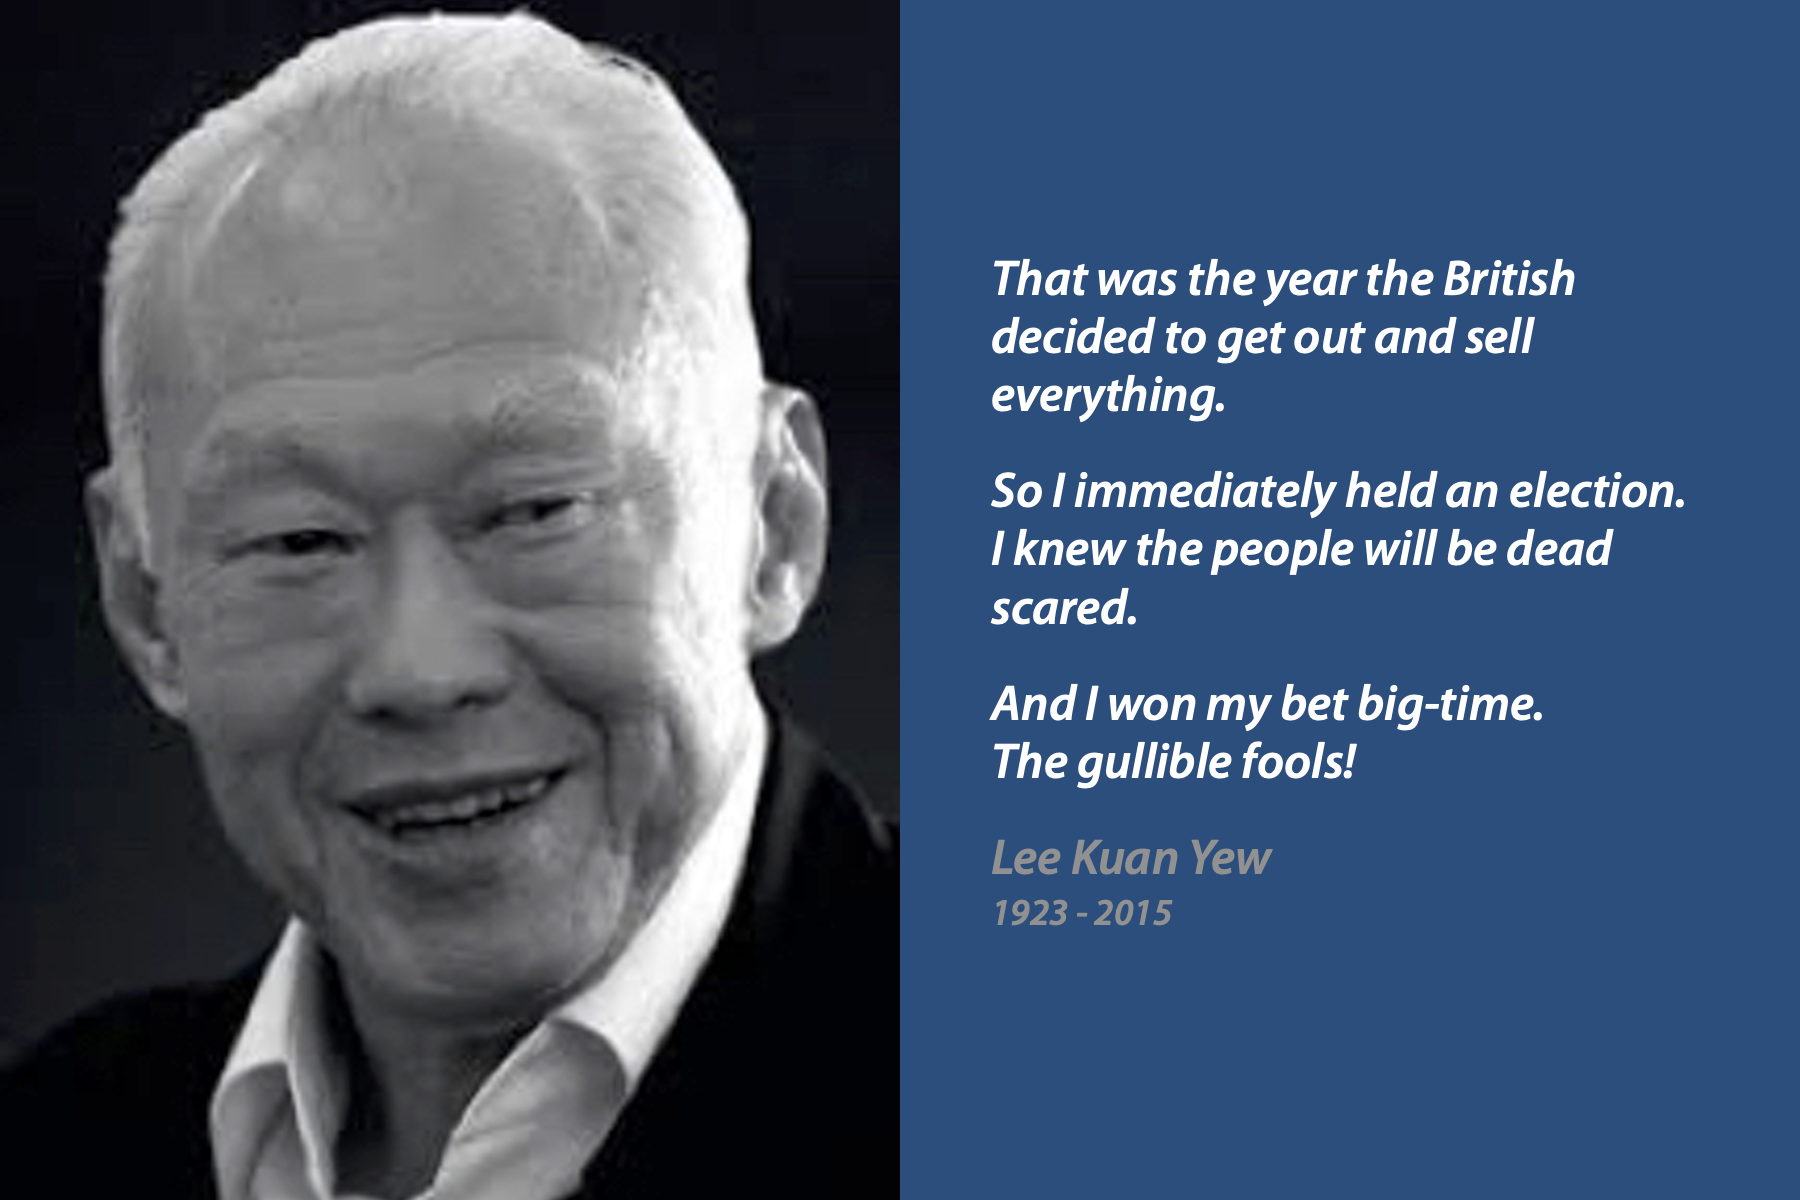 That was the year the British
decided to get out and sell
everything.
So I immediately held an election.
I knew the people will be dead
scared.
And I won my bet big-time.
The gullible fools!
Lee Kuan Yew
1923 - 2015